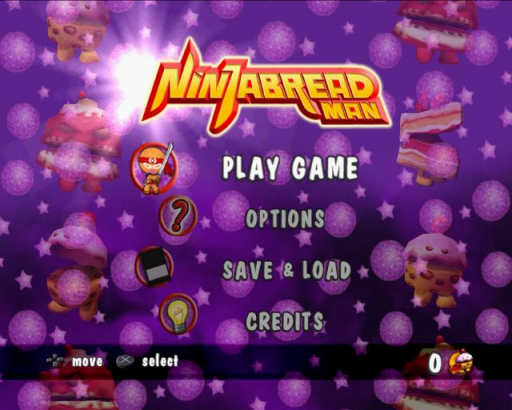 NINJABREAD
MAN
PLAY GAME
?
OPTIONS
SAVE & LOAD
CREDITS
move select
0